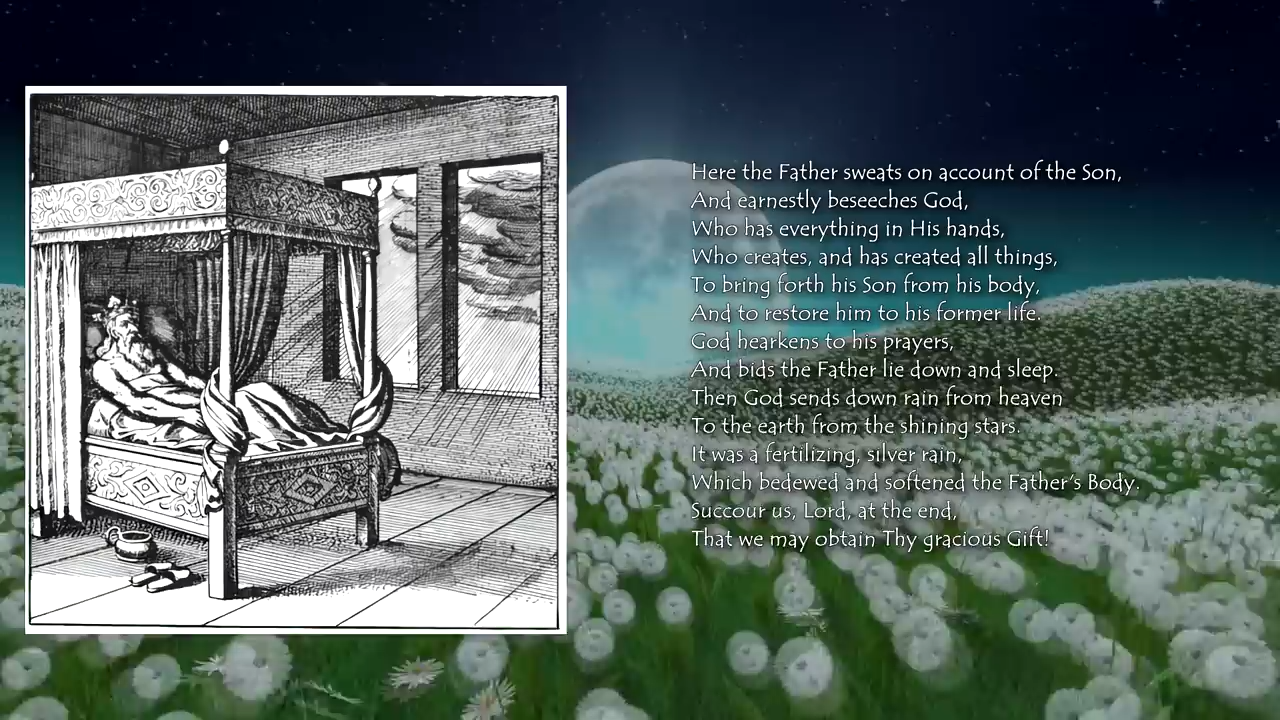 Here the Father sweats on account of the Son,
And earnestly beseeches God,
Who has everything in His hands,
Who creates, and has created all things,
To bring forth his Son from his body,
And to restore him to his former life.
God hearkens to his prayers,
And bids the Father lie down and sleep.
Then God sends down rain from heaven
To the earth from the shining stars.
It was a fertilizing, silver rain,
Which bedewed and softened the Father's Body.
Succour us, Lord, at the end,
That we may obtain Thy gracious Gift!